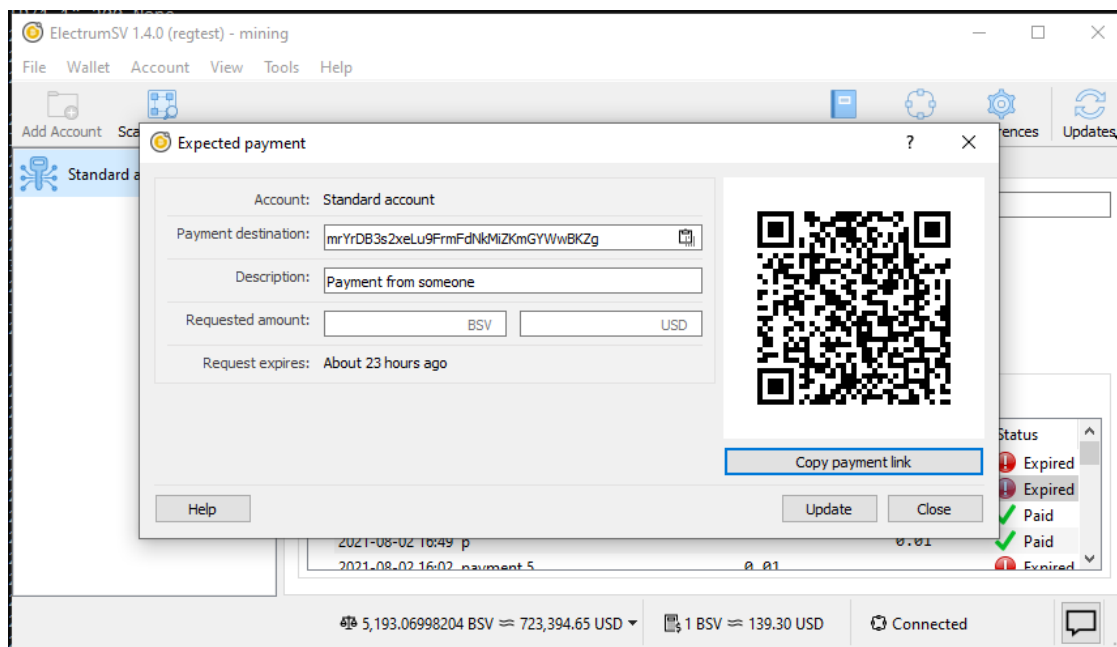 ElectrumSV 1.4.0 (regtest) - mining
File Wallet Account View Tools Help
Add Account
Updates
Standard
Expected payment
?
Account: Standard account
Payment destination: mrYrDB3s2xeLu9FrmFdNkMiZKmGYWwBKZg
Description: Payment from someone
Requested amount: BSV USD
Request expires: About 23 hours ago
Copy payment link
Help
Update
Close
Status
Expired
Expired
Paid
2021-08-02 16:49 p 0.01 Paid
2021-08-02 16:02 payment 5 0.01 Expired
5,193.06998204 BSV ≈ 723,394.65 USD
1 BSV ≈ 139.30 USD
Connected